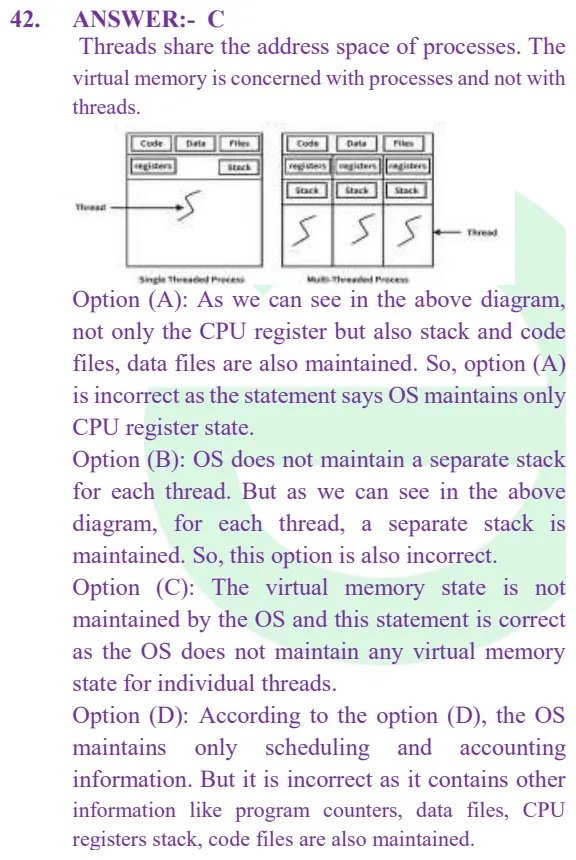 42. ANSWER:- C
Threads share the address space of processes. The
virtual memory is concerned with processes and not with
threads.
Code Data Files Code Data Files
registers Stack registers registers registers
Stack Stack Stack
Thread
Thread
Single Threaded Process Multi-Threaded Process
Option (A): As we can see in the above diagram,
not only the CPU register but also stack and code
files, data files are also maintained. So, option (A)
is incorrect as the statement says OS maintains only
CPU register state.
Option (B): OS does not maintain a separate stack
for each thread. But as we can see in the above
diagram, for each thread, a separate stack is
maintained. So, this option is also incorrect.
Option (C): The virtual memory state is not
maintained by the OS and this statement is correct
as the OS does not maintain any virtual memory
state for individual threads.
Option (D): According to the option (D), the OS
maintains only scheduling and accounting
information. But it is incorrect as it contains other
information like program counters, data files, CPU
registers stack, code files are also maintained.